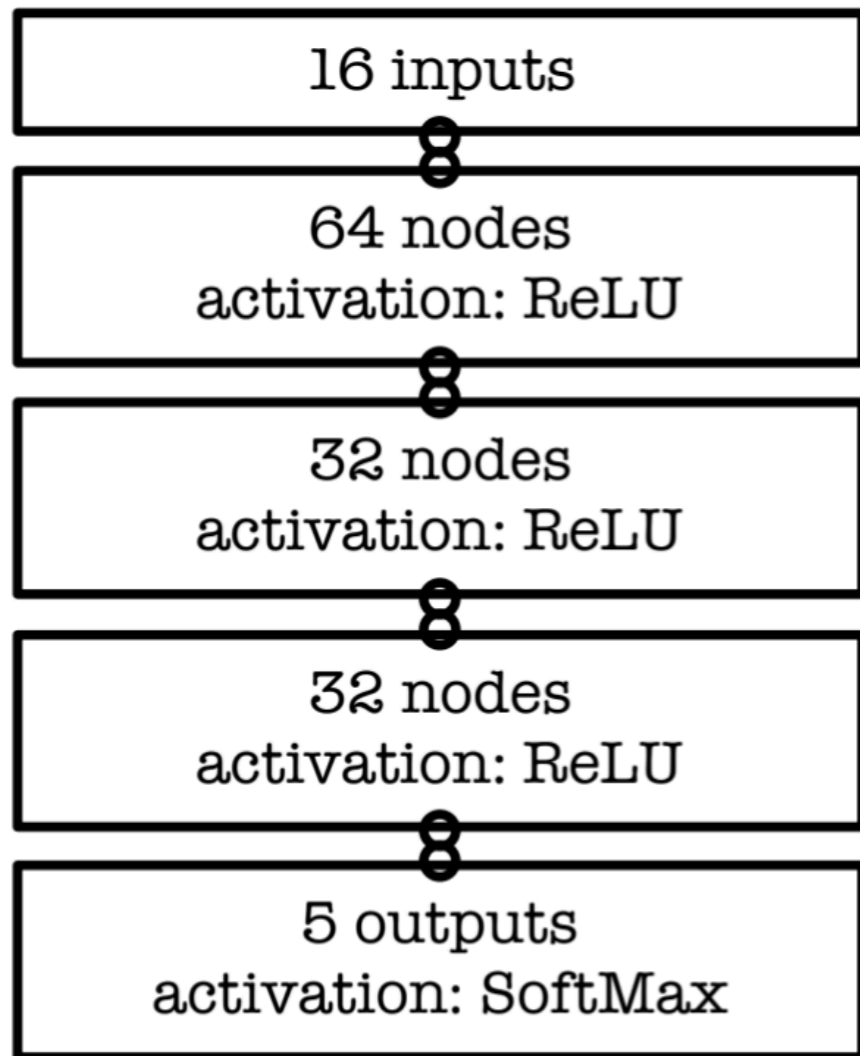 16 inputs
64 nodes
activation: ReLU
32 nodes
activation: ReLU
32 nodes
activation: ReLU
5 outputs
activation: SoftMax